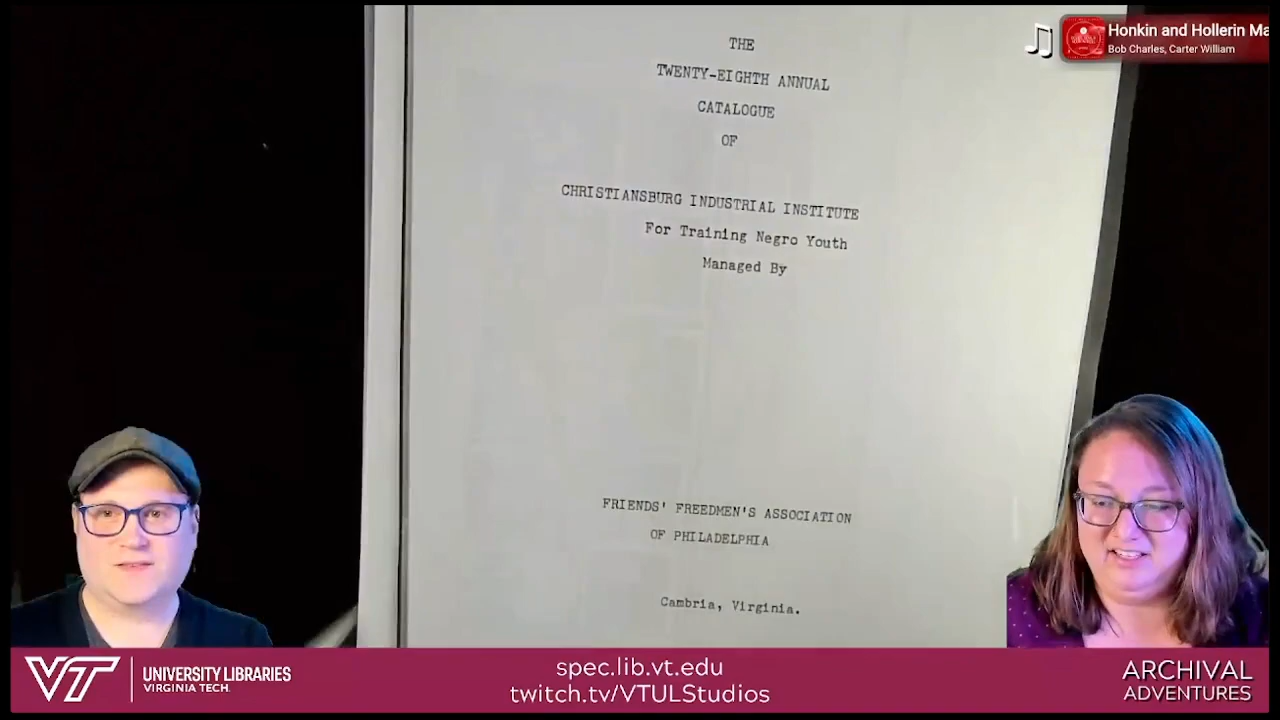 THE
TWENTY-EIGHTH ANNUAL
CATALOGUE
OF
CHRISTIANSBURG INDUSTRIAL INSTITUTE
For Training Negro Youth
Managed By
FRIENDS' FREEDMEN'S ASSOCIATION
OF PHILADELPHIA
Cambria, Virginia.
Honkin and Hollerin Ma
Bob Charles, Carter William
VT
UNIVERSITY LIBRARIES
VIRGINIA TECH.
spec.lib.vt.edu
twitch.tv/VTULStudios
ARCHIVAL
ADVENTURES